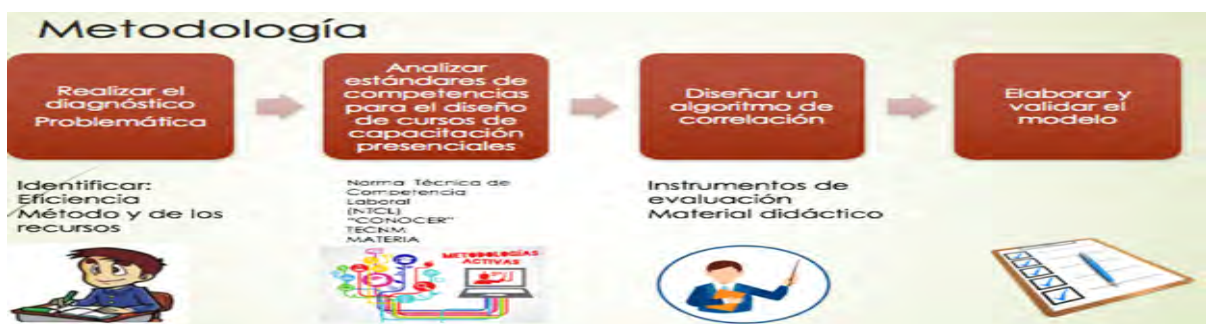 Metodología
Realizar el
diagnóstico
Problemática
Analizar
estándares de
competencias
para el diseño
de cursos de
capacitación
presenciales
Diseñar un
algoritmo de
correlación
Elaborar y
validar el
modelo
Identificar:
Eficiencia
Método y de los
recursos
Norma Técnica de
Competencia
Laboral
(NTCL)
"CONOCER"
TECNM
MATERIA
METODOLOGÍAS
ACTIVAS
Instrumentos de
evaluación
Material didáctico